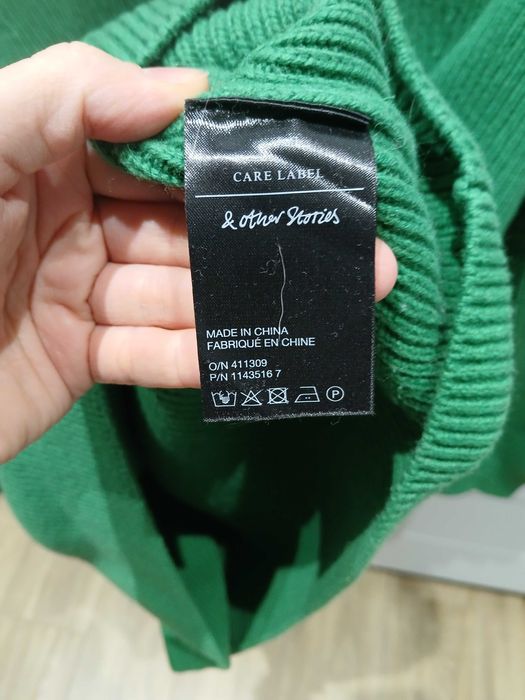 CARE LABEL
& other Stories
MADE IN CHINA
FABRIQUÉ EN CHINE
O/N 411309
P/N 1143516 7
P